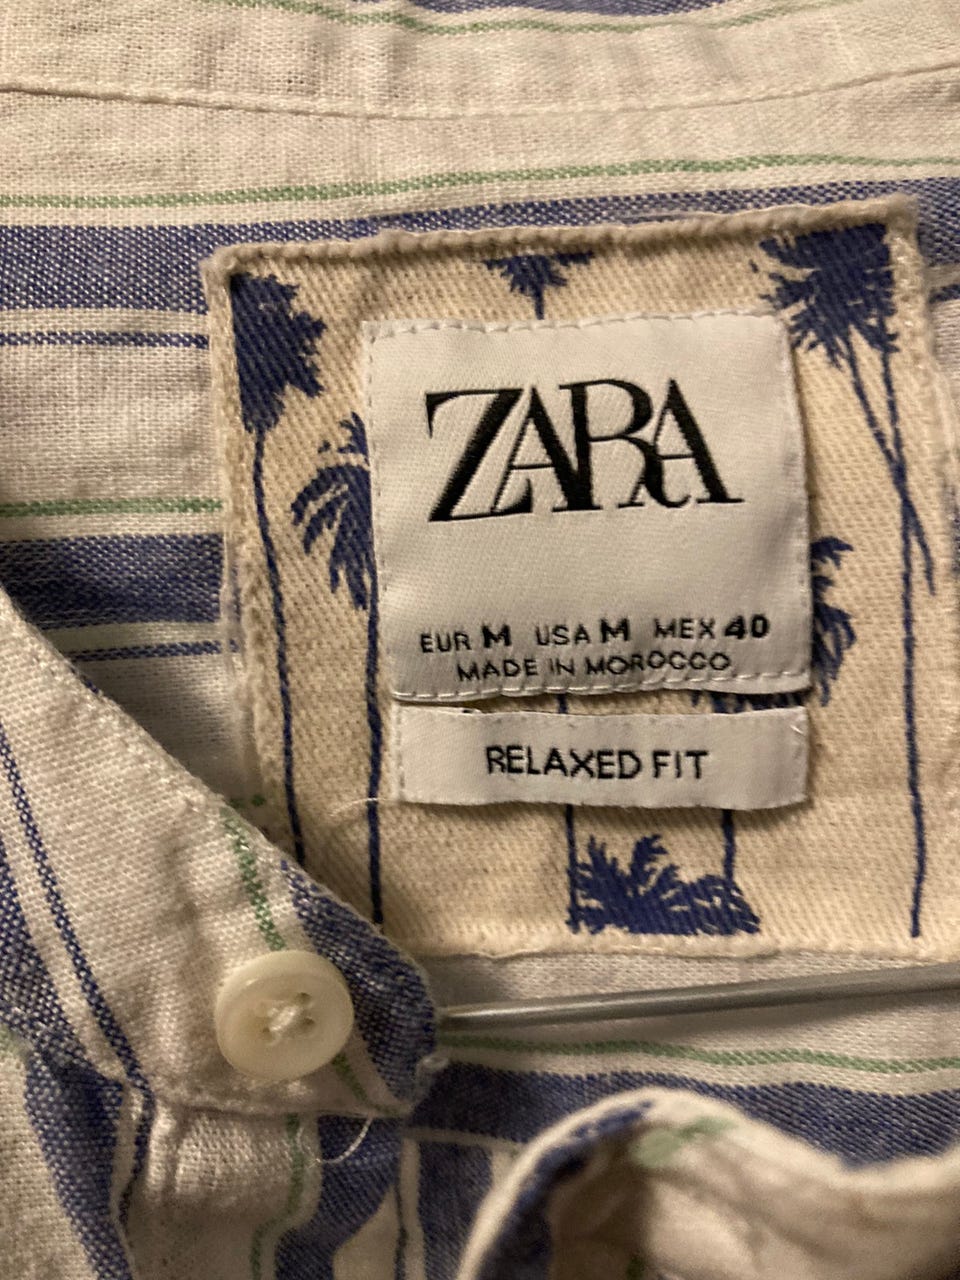 ZARA
EUR M USA M MEX 40
MADE IN MOROCCO
RELAXED FIT